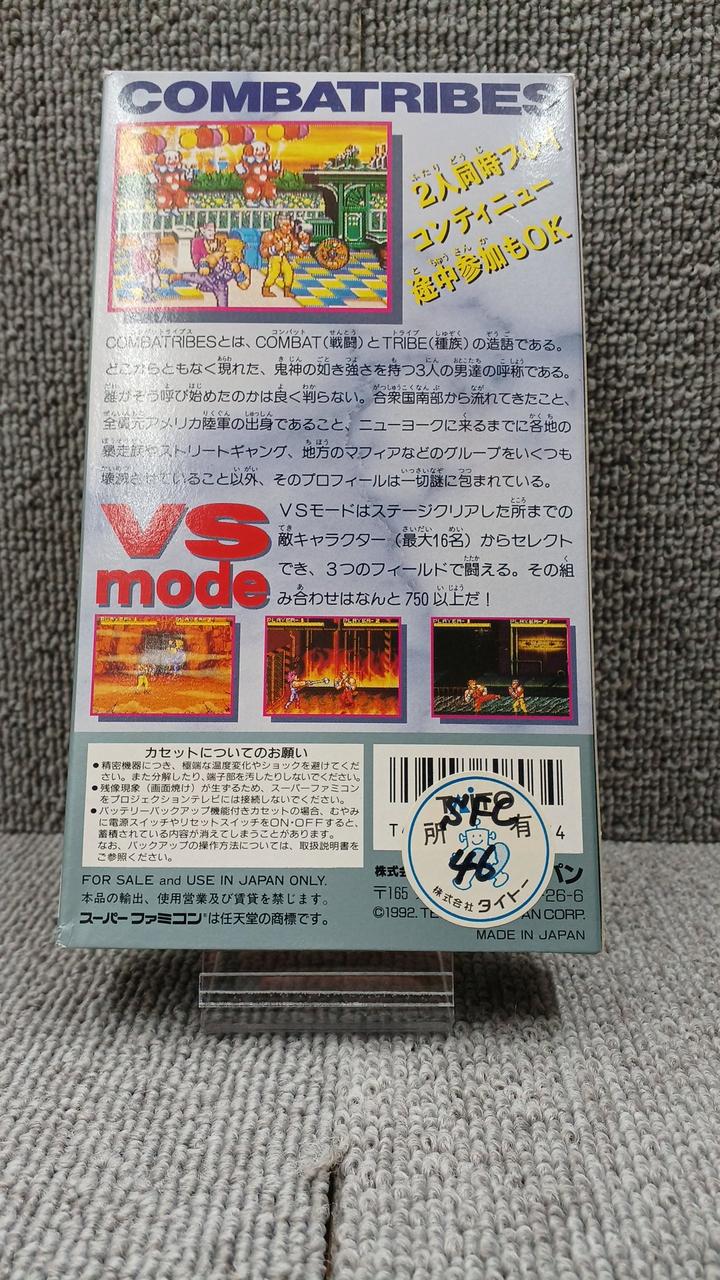 COMBATRIBES
2人同時プレイ
コンティニュー
途中参加もOK
COMBATRIBESとは、COMBAT(戦闘)とTRIBE(種族)の造語である。
どこからともなく現れた、鬼神の如き強さを持つ3人の男達の呼称である。
誰がそう呼び始めたのかは良く判らない。合衆国南部から流れてきたこと、
全員元アメリカ陸軍の出身であること、ニューヨークに来るまでに各地の
暴走族やストリートギャング、地方のマフィアなどのグループをいくつも
壊滅させていること以外、そのプロフィールは一切謎に包まれている。
VS
mode
VSモードはステージクリアした所までの
敵キャラクター(最大16名)からセレクト
でき、3つのフィールドで闘える。その組
み合わせはなんと750以上だ!
PLAYER-1
PLAYER-1 PLAYER-2
PLAYER-1 PLAYER-2
カセットについてのお願い
●精密機器につき、極端な温度変化やショックを避けてくだ
さい。また分解したり、端子部を汚したりしないでください。
●残像現象(画面焼け)が生ずるため、スーパーファミコン
をプロジェクションテレビには接続しないでください。
●バッテリーバックアップ機能付きカセットの場合、むやみ
に電源スイッチやリセットスイッチをON・OFFすると、
蓄積されている内容が消えてしまうことがあります。
なお、バックアップの操作方法については、取扱説明書を
ご参照ください。
FOR SALE and USE IN JAPAN ONLY.
本品の輸出、使用営業及び賃貸を禁じます。
スーパーファミコン®は任天堂の商標です。
T 4
SFC
所 有
46
株式会社 タイトー
株式会 パン
〒165 -26-6
©1992. TE AN CORP.
MADE IN JAPAN